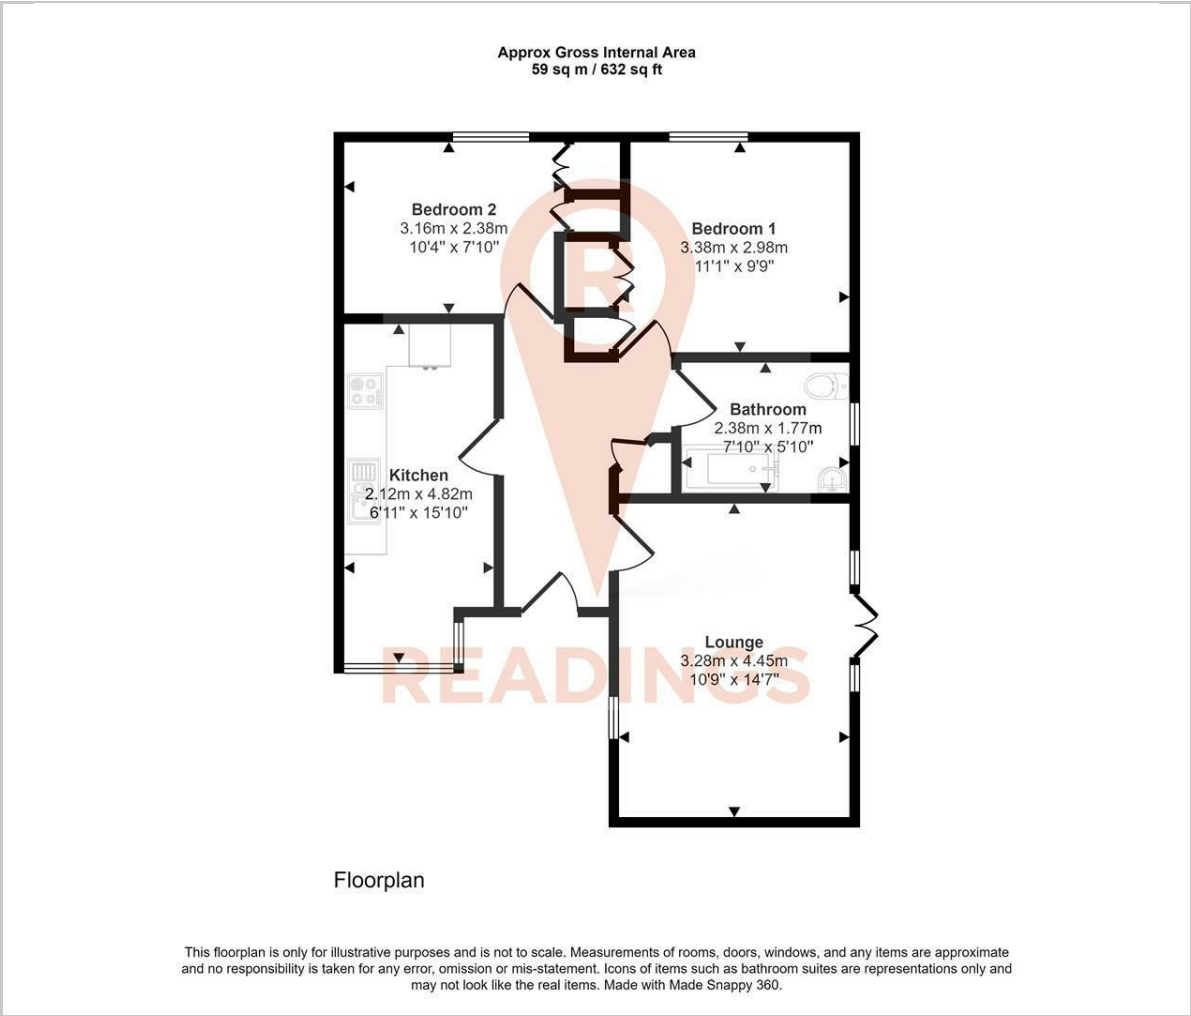 Approx Gross Internal Area
59 sq m / 632 sq ft
Bedroom 2
3.16m x 2.38m
10'4" x 7'10"
Bedroom 1
3.38m x 2.98m
11'1" x 9'9"
R
Bathroom
2.38m x 1.77m
7'10" x 5'10"
Kitchen
2.12m x 4.82m
6'11" x 15'10"
Lounge
3.28m x 4.45m
10'9" x 14'7"
READINGS
Floorplan
This floorplan is only for illustrative purposes and is not to scale. Measurements of rooms, doors, windows, and any items are approximate
and no responsibility is taken for any error, omission or mis-statement. Icons of items such as bathroom suites are representations only and
may not look like the real items. Made with Made Snappy 360.